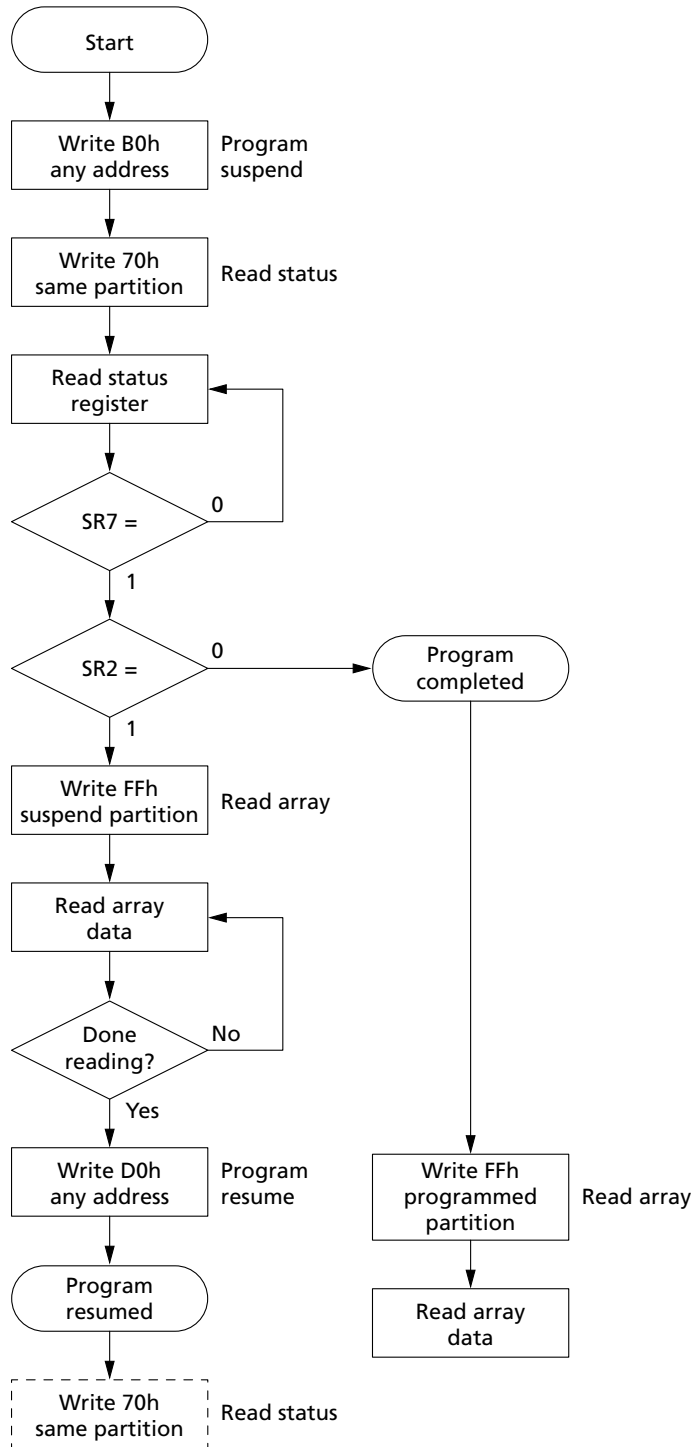 Start
Write B0h
any address
Program
suspend
Write 70h
same partition
Read status
Read status
register
SR7 =
0
1
SR2 =
0
Program
completed
1
Write FFh
suspend partition
Read array
Read array
data
Done
reading?
No
Yes
Write D0h
any address
Program
resume
Write FFh
programmed
partition
Read array
Program
resumed
Read array
data
Write 70h
same partition
Read status